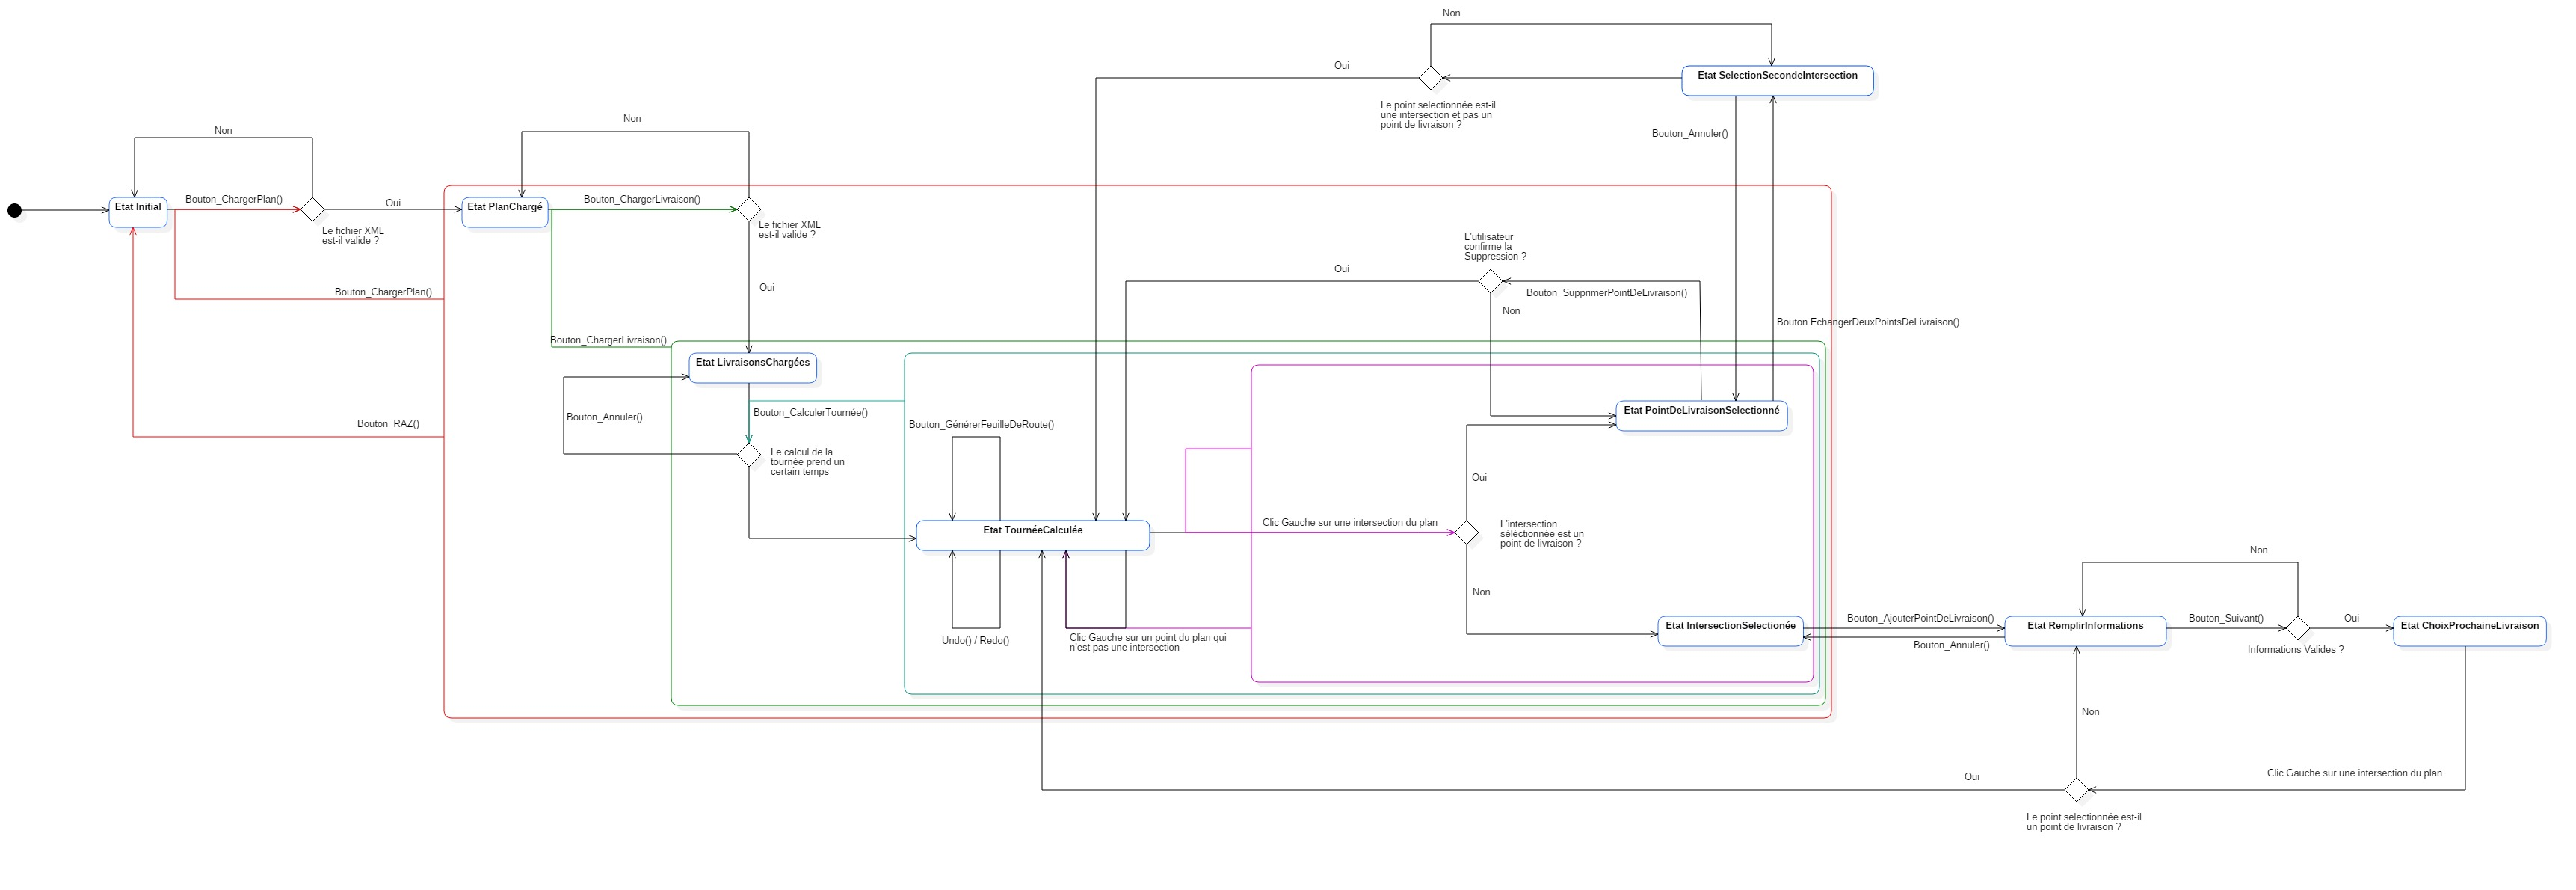 Non
Oui
Etat SelectionSecondeIntersection
Le point selectionnée est-il
une intersection et pas un
point de livraison ?
Bouton_Annuler()
Non
Non
Etat Initial
Bouton_ChargerPlan()
Oui
Le fichier XML
est-il valide ?
Etat PlanChargé
Bouton_ChargerLivraison()
Le fichier XML
est-il valide ?
Oui
L'utilisateur
confirme la
Suppression ?
Oui
Bouton_SupprimerPointDeLivraison()
Non
Bouton EchangerDeuxPointsDeLivraison()
Bouton_ChargerPlan()
Bouton_ChargerLivraison()
Etat LivraisonsChargées
Bouton_Annuler()
Bouton_CalculerTournée()
Bouton_RAZ()
Le calcul de la
tournée prend un
certain temps
Bouton_GénérerFeuilleDeRoute()
Etat PointDeLivraisonSelectionné
Oui
Etat TournéeCalculée
Clic Gauche sur une intersection du plan
L'intersection
séléctionnée est un
point de livraison ?
Non
Undo() / Redo()
Clic Gauche sur un point du plan qui
n'est pas une intersection
Etat IntersectionSelectionée
Bouton_AjouterPointDeLivraison()
Bouton_Annuler()
Etat RemplirInformations
Bouton_Suivant()
Non
Oui
Informations Valides ?
Etat ChoixProchaineLivraison
Non
Oui
Clic Gauche sur une intersection du plan
Le point selectionnée est-il
un point de livraison ?